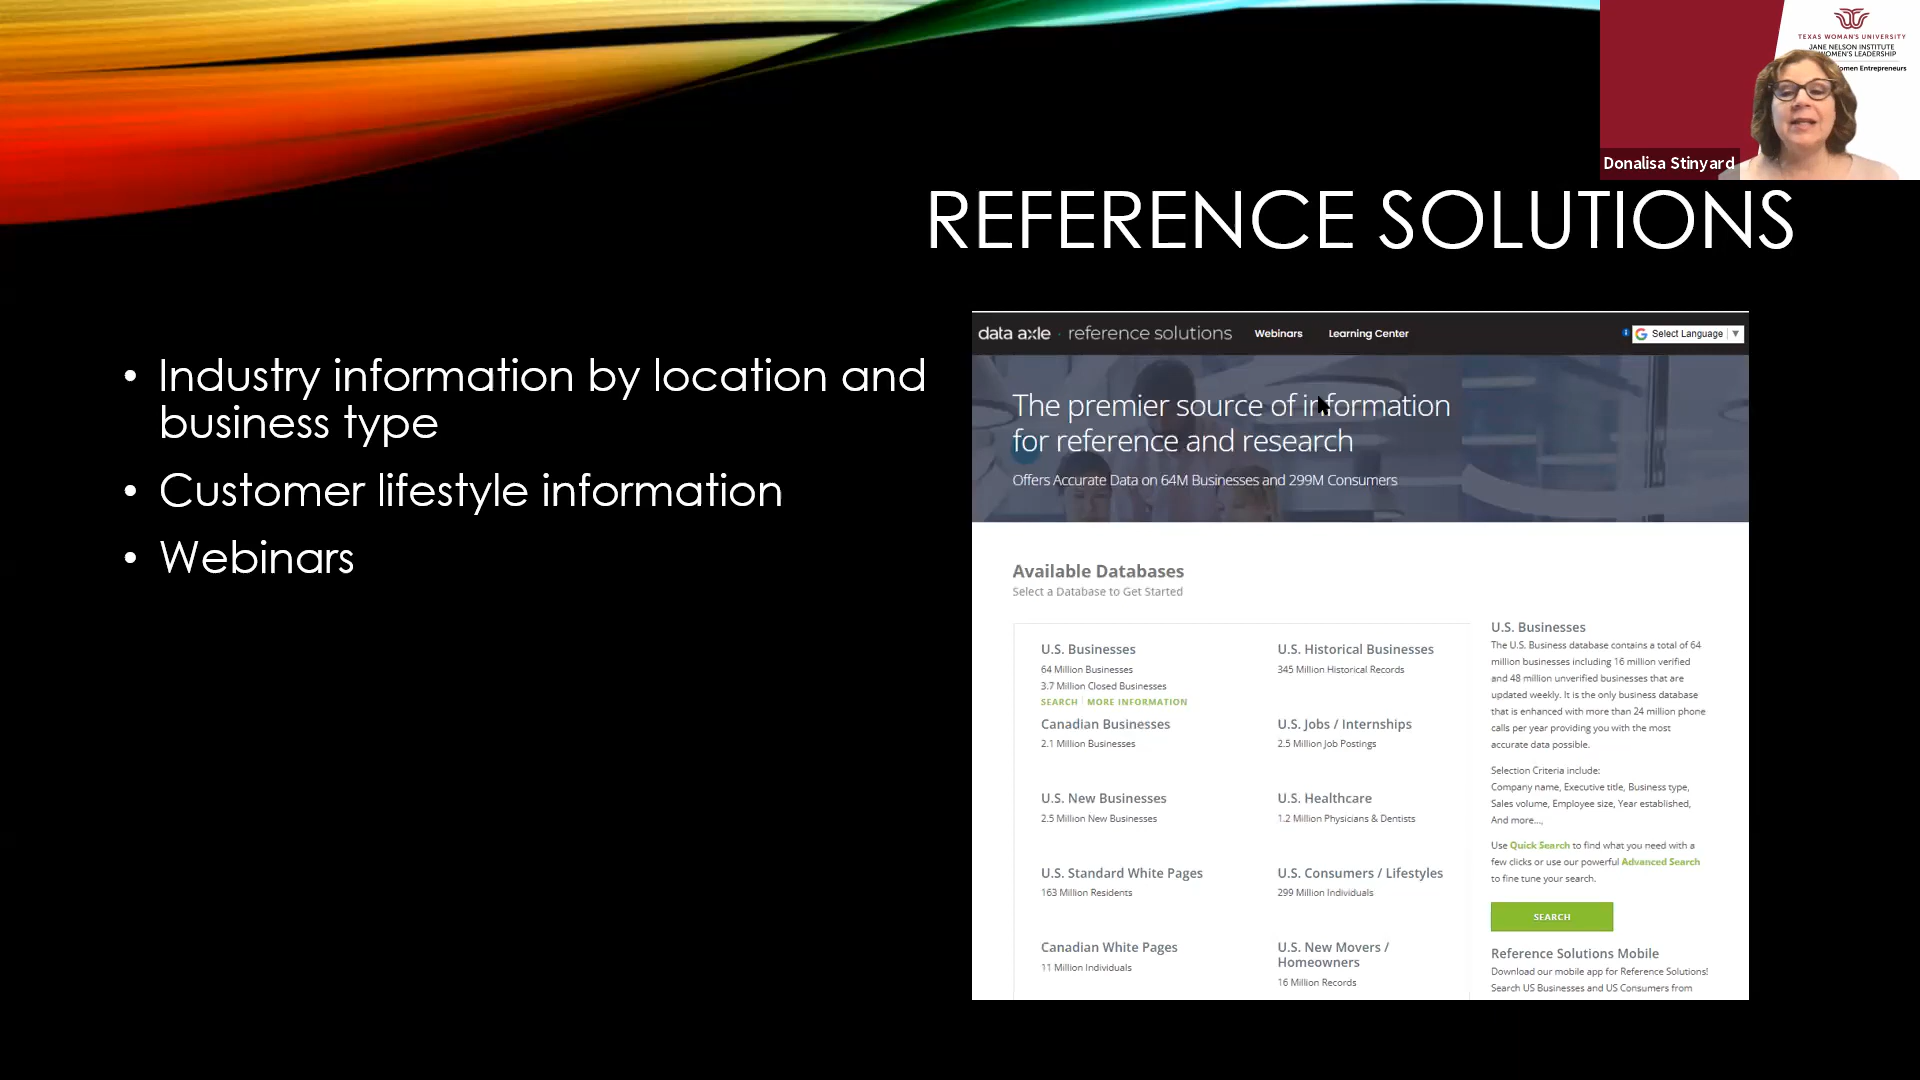 TEXAS WOMAN'S UNIVERSITY
JANE NELSON INSTITUTE
WOMEN'S LEADERSHIP
omen Entrepreneurs
Donalisa Stinyard
REFERENCE SOLUTIONS
• Industry information by location and
business type
• Customer lifestyle information
• Webinars
data axle · reference solutions Webinars Learning Center Select Language
The premier source of information
for reference and research
Offers Accurate Data on 64M Businesses and 299M Consumers
Available Databases
Select a Database to Get Started
U.S. Businesses
64 Million Businesses
3.7 Million Closed Businesses
SEARCH | MORE INFORMATION
U.S. Historical Businesses
345 Million Historical Records
Canadian Businesses
2.1 Million Businesses
U.S. Jobs / Internships
2.5 Million Job Postings
U.S. New Businesses
2.5 Million New Businesses
U.S. Healthcare
1.2 Million Physicians & Dentists
U.S. Standard White Pages
163 Million Residents
U.S. Consumers / Lifestyles
299 Million Individuals
Canadian White Pages
11 Million Individuals
U.S. New Movers /
Homeowners
16 Million Records
U.S. Businesses
The U.S. Business database contains a total of 64
million businesses including 16 million verified
and 48 million unverified businesses that are
updated weekly. It is the only business database
that is enhanced with more than 24 million phone
calls per year providing you with the most
accurate data possible.
Selection Criteria include:
Company name, Executive title, Business type,
Sales volume, Employee size, Year established,
And more...,
Use Quick Search to find what you need with a
few clicks or use our powerful Advanced Search
to fine tune your search.
SEARCH
Reference Solutions Mobile
Download our mobile app for Reference Solutions!
Search US Businesses and US Consumers from